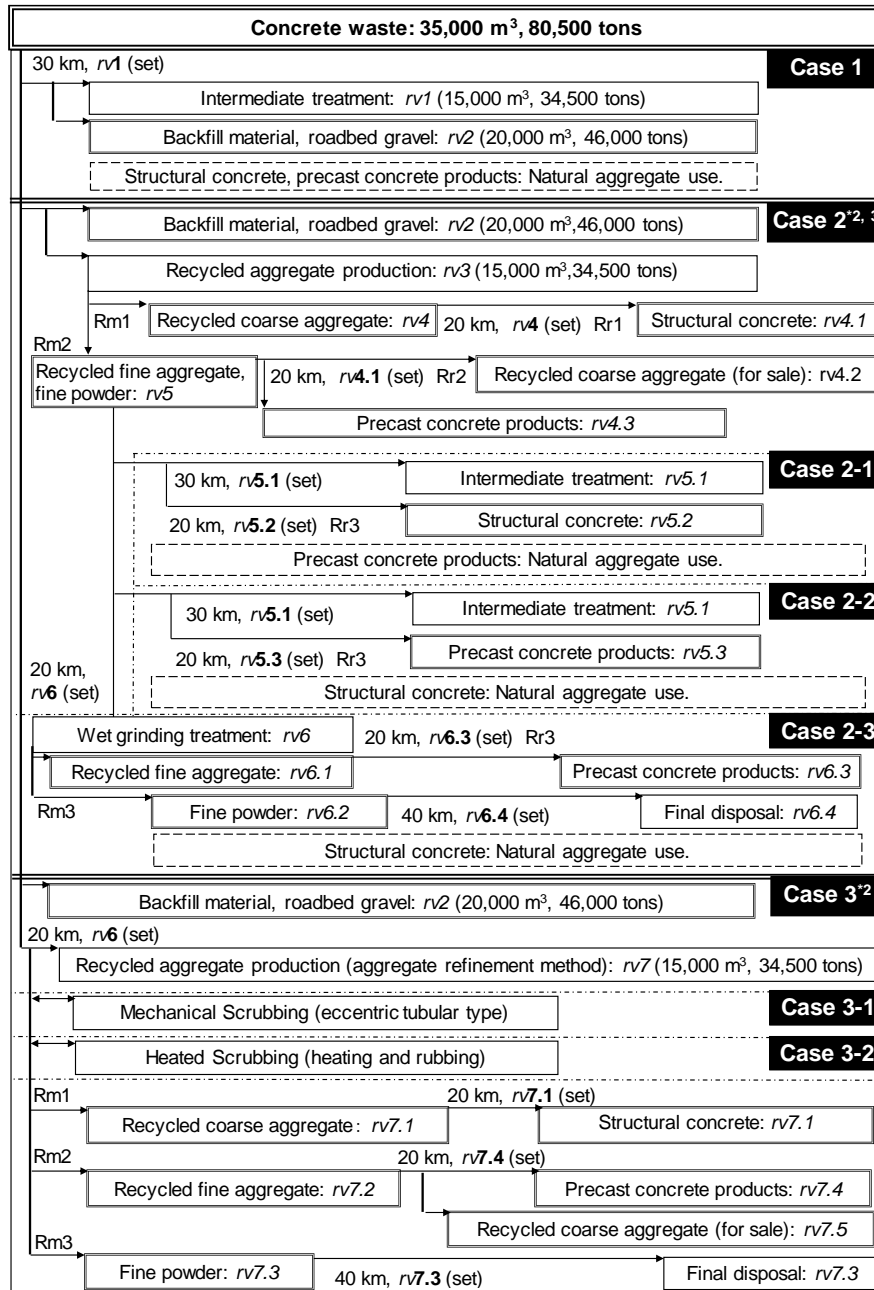 Concrete waste: 35,000 m³, 80,500 tons
30 km, rv1 (set)
Case 1
Intermediate treatment: rv1 (15,000 m³, 34,500 tons)
Backfill material, roadbed gravel: rv2 (20,000 m³, 46,000 tons)
Structural concrete, precast concrete products: Natural aggregate use.
Backfill material, roadbed gravel: rv2 (20,000 m³,46,000 tons)
Case 2*2, 3
Recycled aggregate production: rv3 (15,000 m³,34,500 tons)
Rm1
Recycled coarse aggregate: rv4
20 km, rv4 (set) Rr1
Structural concrete: rv4.1
Rm2
Recycled fine aggregate,
fine powder: rv5
20 km, rv4.1 (set) Rr2
Recycled coarse aggregate (for sale): rv4.2
Precast concrete products: rv4.3
Case 2-1
30 km, rv5.1 (set)
Intermediate treatment: rv5.1
20 km, rv5.2 (set) Rr3
Structural concrete: rv5.2
Precast concrete products: Natural aggregate use.
Case 2-2
30 km, rv5.1 (set)
Intermediate treatment: rv5.1
20 km, rv5.3 (set) Rr3
Precast concrete products: rv5.3
20 km,
rv6 (set)
Structural concrete: Natural aggregate use.
Case 2-3
Wet grinding treatment: rv6
20 km, rv6.3 (set) Rr3
Recycled fine aggregate: rv6.1
Precast concrete products: rv6.3
Rm3
Fine powder: rv6.2
40 km, rv6.4 (set)
Final disposal: rv6.4
Structural concrete: Natural aggregate use.
Case 3*2
Backfill material, roadbed gravel: rv2 (20,000 m³, 46,000 tons)
20 km, rv6 (set)
Recycled aggregate production (aggregate refinement method): rv7 (15,000 m³, 34,500 tons)
Case 3-1
Mechanical Scrubbing (eccentric tubular type)
Case 3-2
Heated Scrubbing (heating and rubbing)
Rm1
20 km, rv7.1 (set)
Recycled coarse aggregate: rv7.1
Structural concrete: rv7.1
Rm2
20 km, rv7.4 (set)
Recycled fine aggregate: rv7.2
Precast concrete products: rv7.4
Recycled coarse aggregate (for sale): rv7.5
Rm3
Fine powder: rv7.3
40 km, rv7.3 (set)
Final disposal: rv7.3